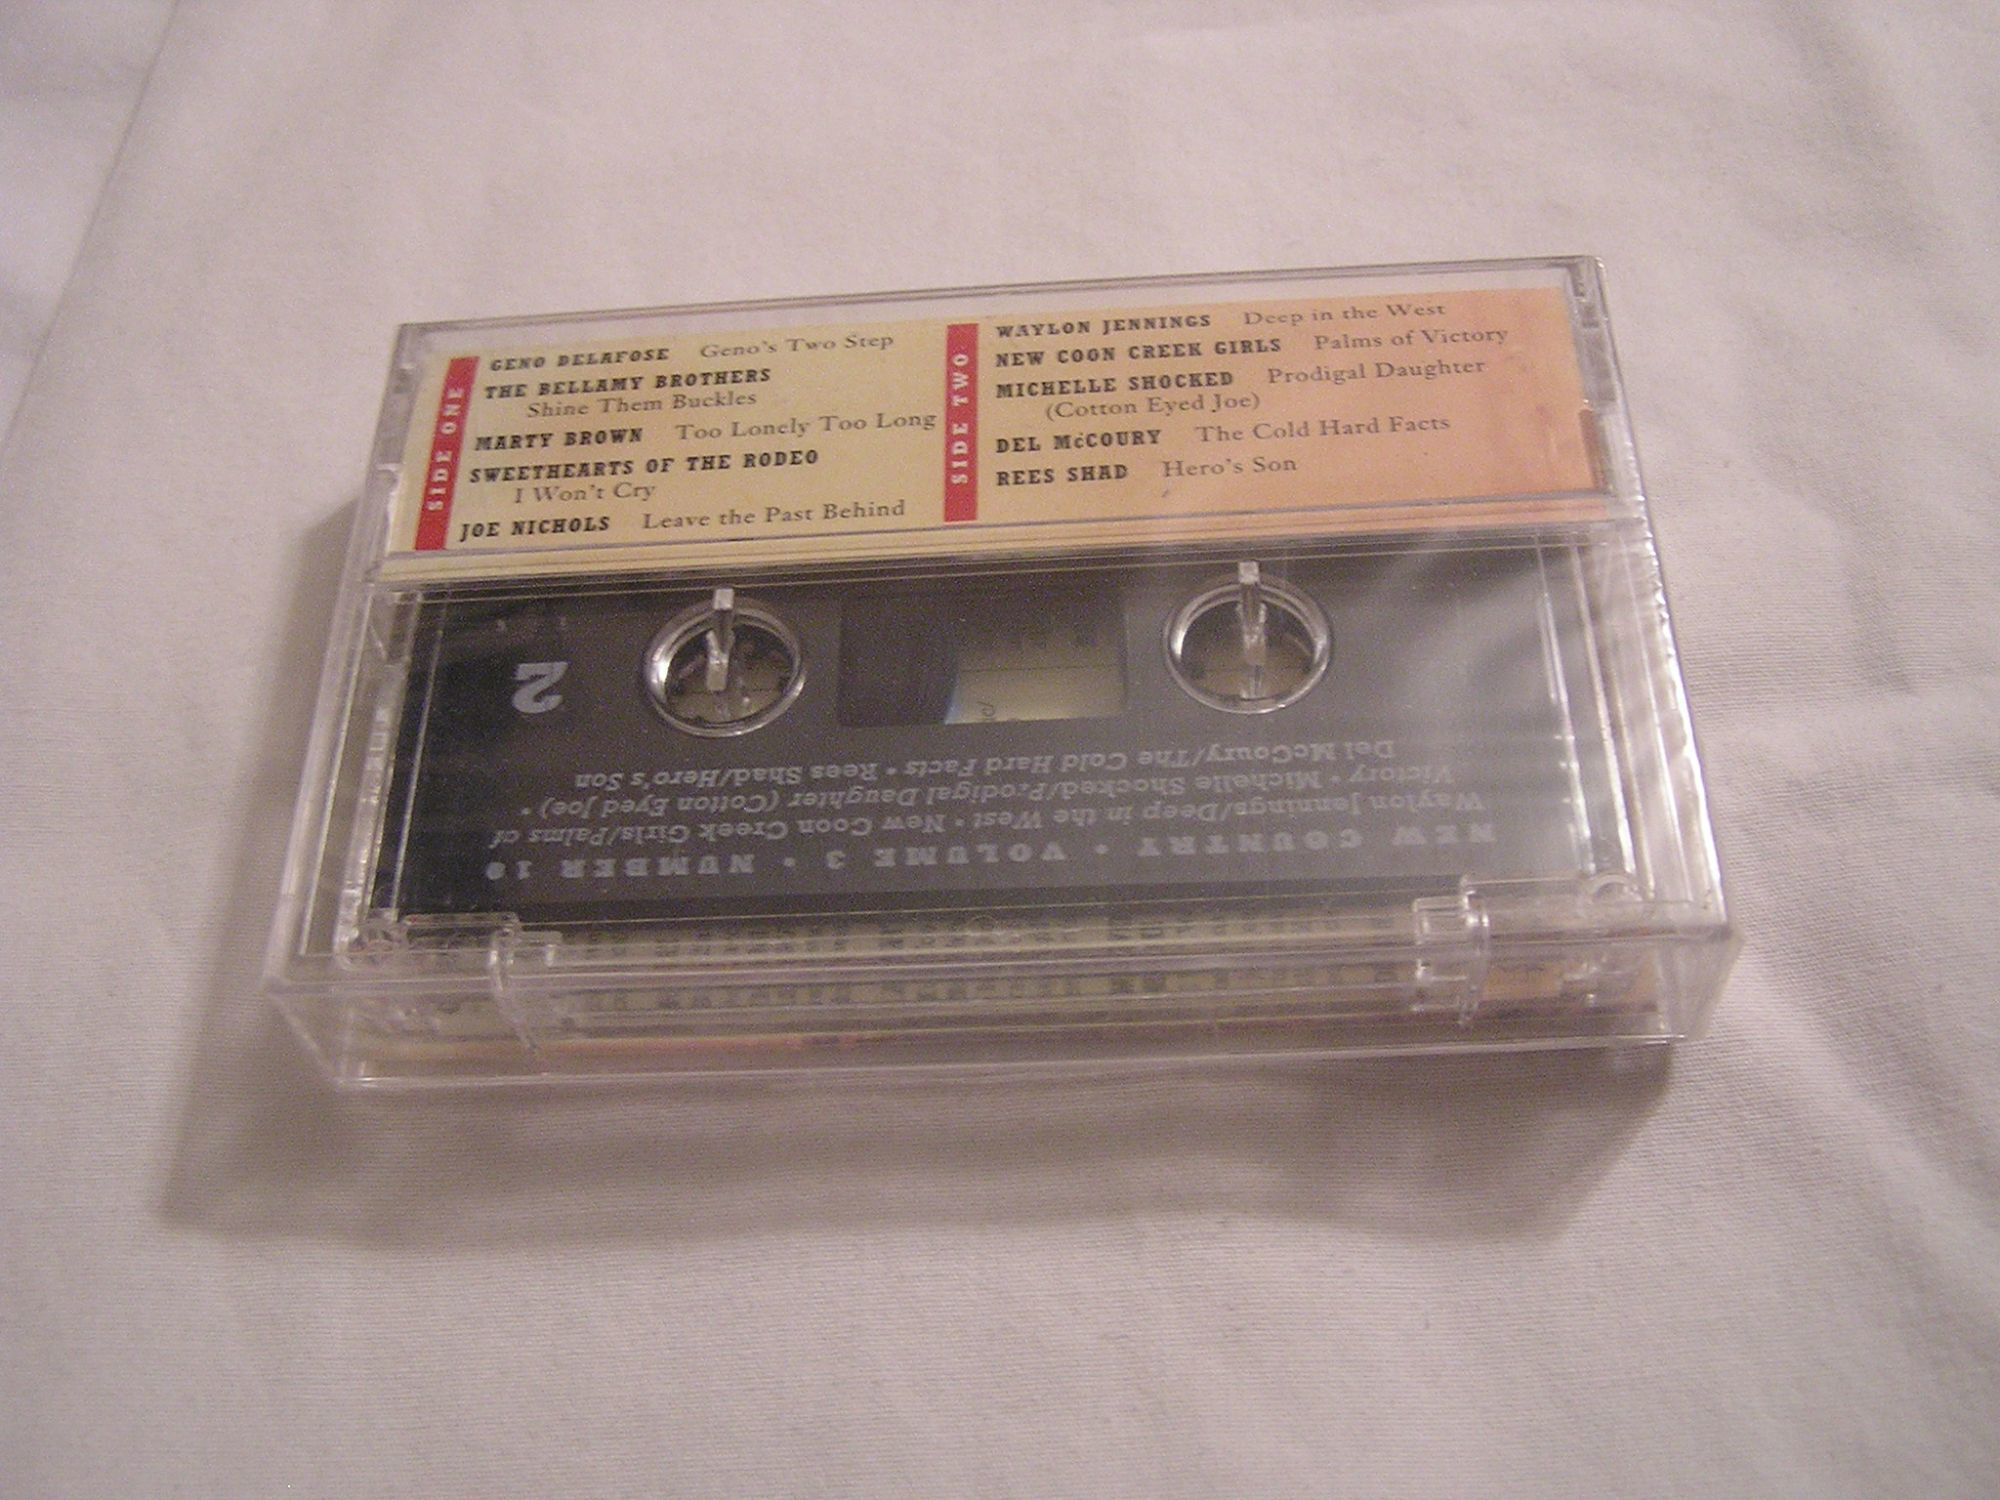 SIDE ONE
GENO DELAFOSE Geno's Two Step
THE BELLAMY BROTHERS
Shine Them Buckles
MARTY BROWN Too Lonely Too Long
SWEETHEARTS OF THE RODEO
I Won't Cry
JOE NICHOLS Leave the Past Behind
SIDE TWO
WAYLON JENNINGS Deep in the West
NEW COON CREEK GIRLS Palms of Victory
MICHELLE SHOCKED Prodigal Daughter
(Cotton Eyed Joe)
DEL McCOURY The Cold Hard Facts
REES SHAD Hero's Son
2
NEW COUNTRY • VOLUME 3 • NUMBER 10
Waylon Jennings/Deep in the West • New Coon Creek Girls/Palms of
Victory • Michelle Shocked/Prodigal Daughter (Cotton Eyed Joe) •
Del McCoury/The Cold Hard Facts • Rees Shad/Hero's Son